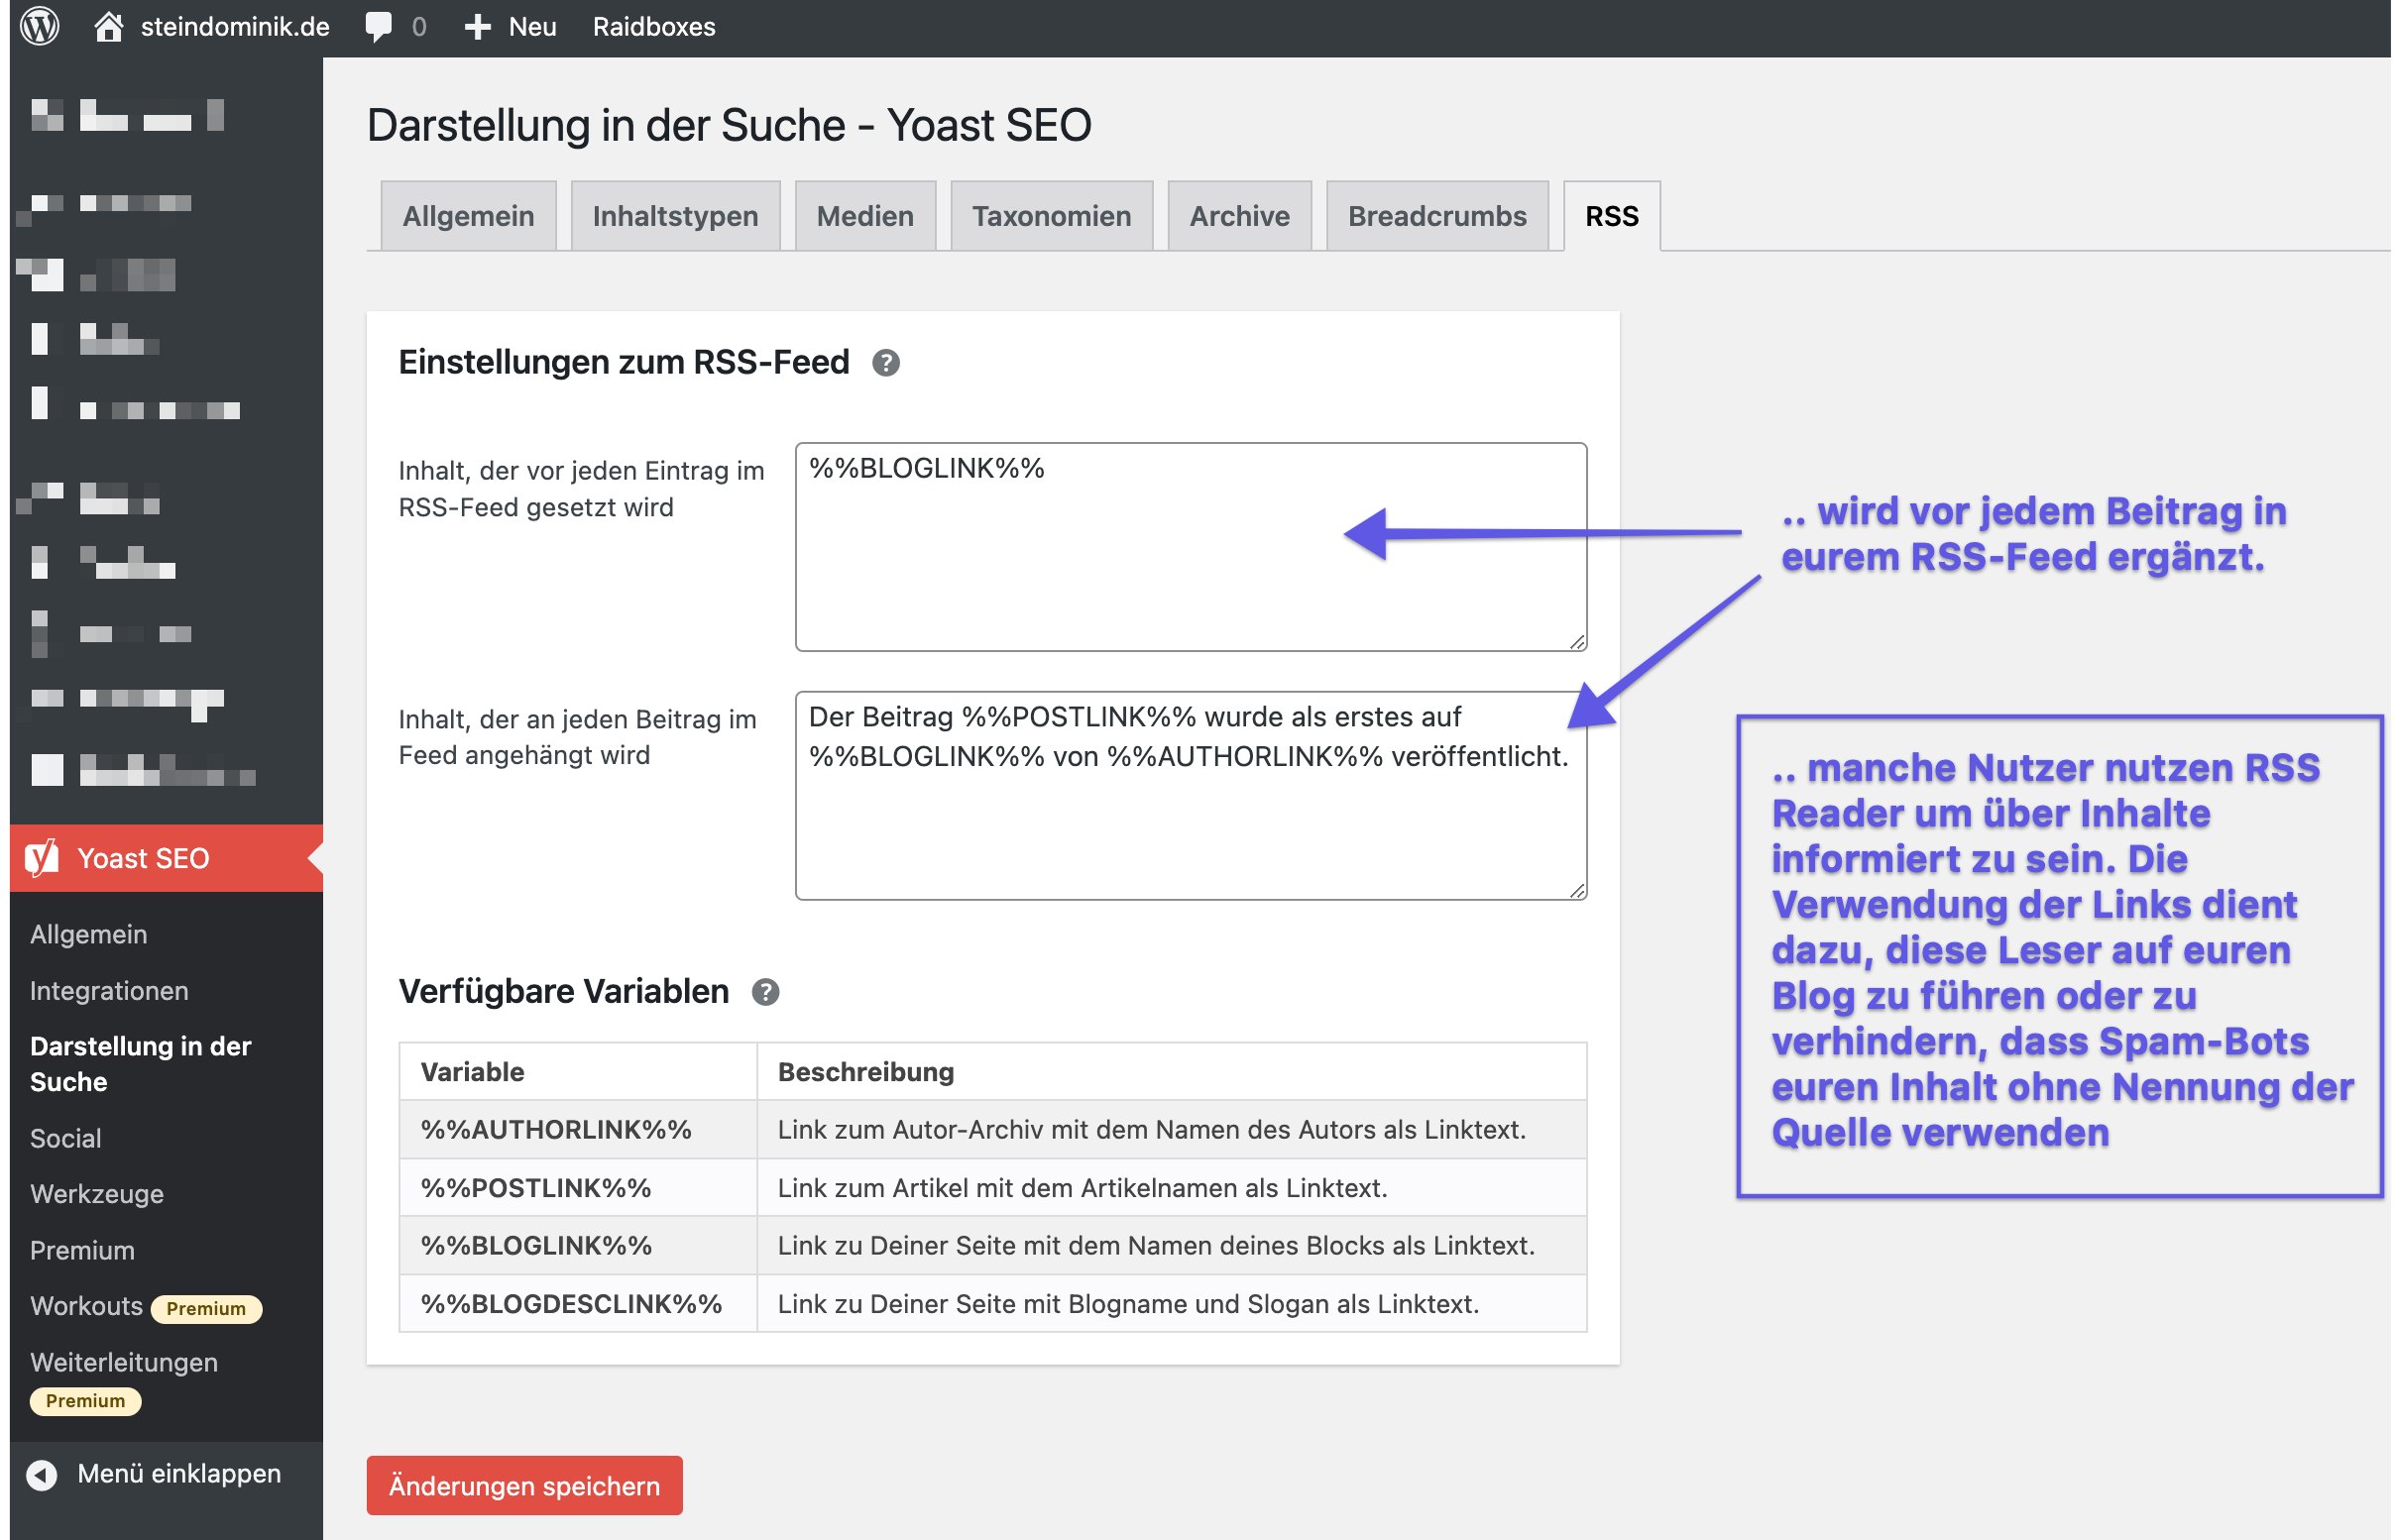 steindominik.de
0
Neu
Raidboxes
Darstellung in der Suche - Yoast SEO
Allgemein
Inhaltstypen
Medien
Taxonomien
Archive
Breadcrumbs
RSS
Einstellungen zum RSS-Feed ?
Inhalt, der vor jeden Eintrag im
RSS-Feed gesetzt wird
%%BLOGLINK%%
.. wird vor jedem Beitrag in
eurem RSS-Feed ergänzt.
Inhalt, der an jeden Beitrag im
Feed angehängt wird
Der Beitrag %%POSTLINK%% wurde als erstes auf
%%BLOGLINK%% von %%AUTHORLINK%% veröffentlicht.
.. manche Nutzer nutzen RSS
Reader um über Inhalte
informiert zu sein. Die
Verwendung der Links dient
dazu, diese Leser auf euren
Blog zu führen oder zu
verhindern, dass Spam-Bots
euren Inhalt ohne Nennung der
Quelle verwenden
Verfügbare Variablen ?
Variable
Beschreibung
%%AUTHORLINK%%
Link zum Autor-Archiv mit dem Namen des Autors als Linktext.
%%POSTLINK%%
Link zum Artikel mit dem Artikelnamen als Linktext.
%%BLOGLINK%%
Link zu Deiner Seite mit dem Namen deines Blocks als Linktext.
%%BLOGDESCLINK%%
Link zu Deiner Seite mit Blogname und Slogan als Linktext.
Änderungen speichern
Yoast SEO
Allgemein
Integrationen
Darstellung in der
Suche
Social
Werkzeuge
Premium
Workouts Premium
Weiterleitungen
Premium
Menü einklappen